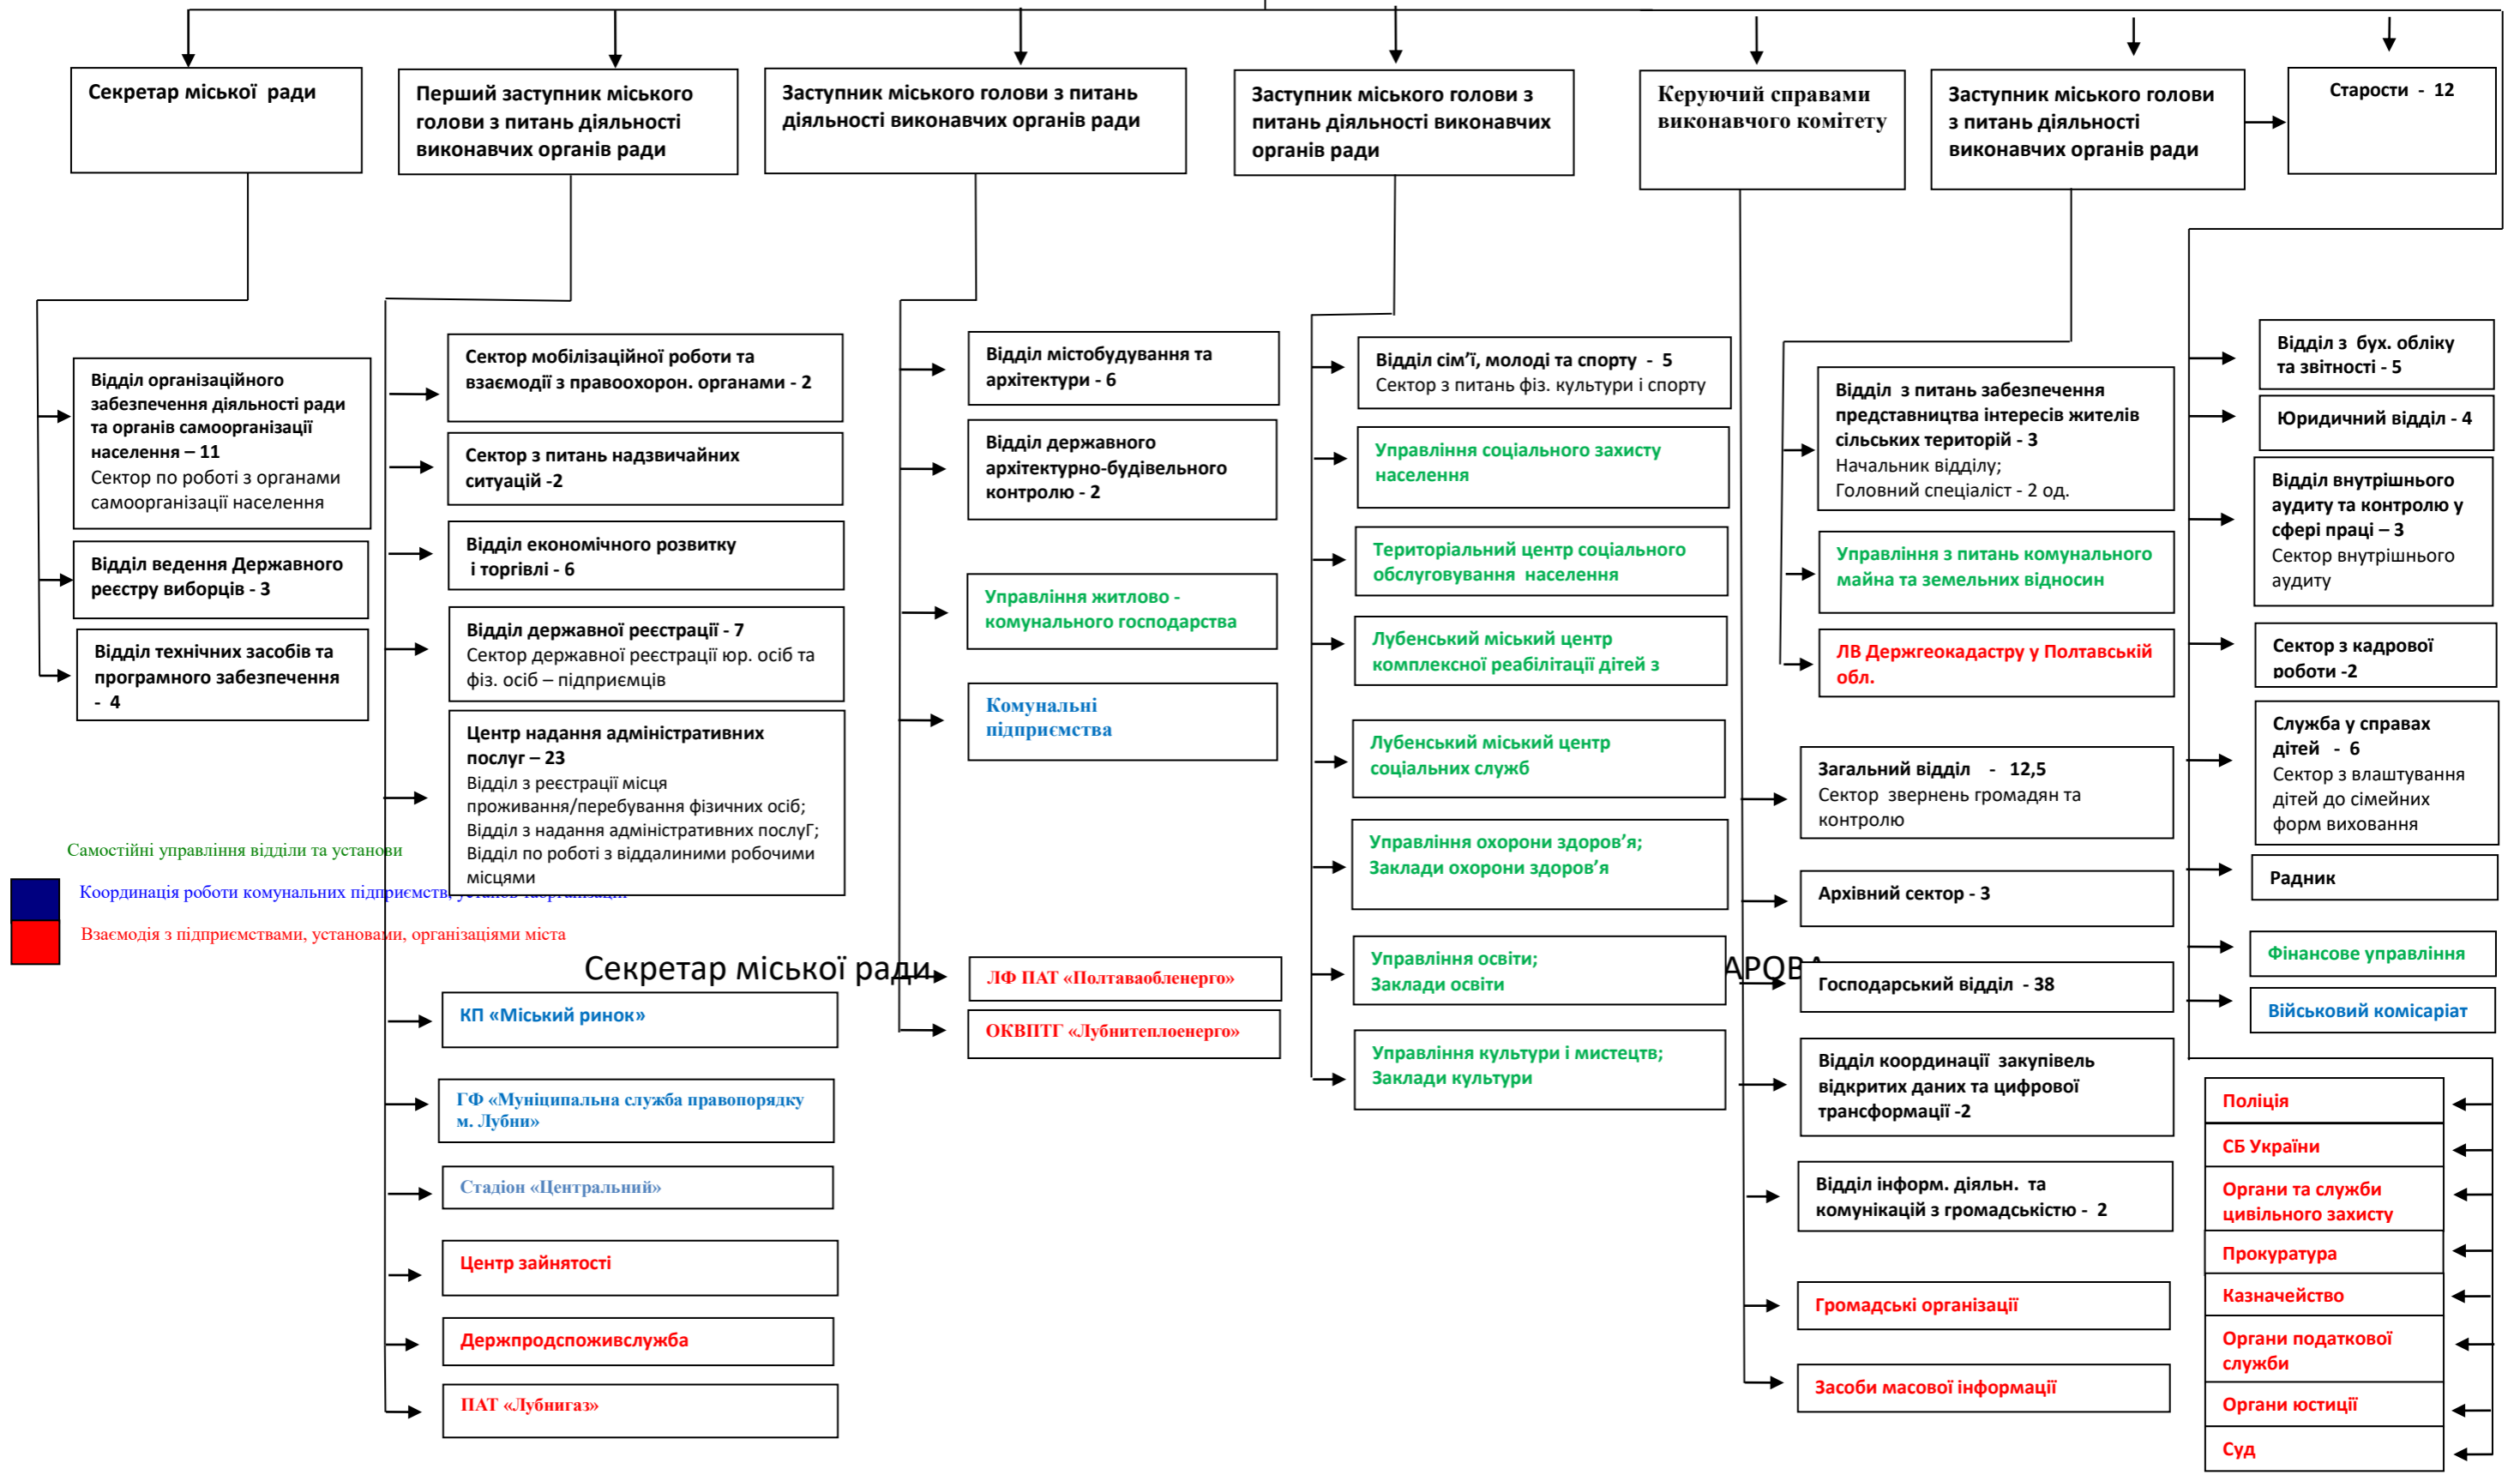 Секретар міської ради
Перший заступник міського
голови з питань діяльності
виконавчих органів ради
Заступник міського голови з питань
діяльності виконавчих органів ради
Заступник міського голови з
питань діяльності виконавчих
органів ради
Керуючий справами
виконавчого комітету
Заступник міського голови
з питань діяльності
виконавчих органів ради
Старости - 12
Відділ організаційного
забезпечення діяльності ради
та органів самоорганізації
населення – 11
Сектор по роботі з органами
самоорганізації населення
Відділ ведення Державного
реєстру виборців - 3
Відділ технічних засобів та
програмного забезпечення
- 4
Сектор мобілізаційної роботи та
взаємодії з правоохорон. органами - 2
Сектор з питань надзвичайних
ситуацій -2
Відділ економічного розвитку
і торгівлі - 6
Відділ державної реєстрації - 7
Сектор державної реєстрації юр. осіб та
фіз. осіб – підприємців
Центр надання адміністративних
послуг – 23
Відділ з реєстрації місця
проживання/перебування фізичних осіб;
Відділ з надання адміністративних послуГ;
Відділ по роботі з віддалиними робочими
місцями
КП «Міський ринок»
ГФ «Муніципальна служба правопорядку
м. Лубни»
Стадіон «Центральний»
Центр зайнятості
Держпродспоживслужба
ПАТ «Лубнигаз»
Відділ містобудування та
архітектури - 6
Відділ державного
архітектурно-будівельного
контролю - 2
Управління житлово -
комунального господарства
Комунальні
підприємства
ЛФ ПАТ «Полтаваобленерго»
ОКВПТГ «Лубнитеплоенерго»
Відділ сім’ї, молоді та спорту - 5
Сектор з питань фіз. культури і спорту
Управління соціального захисту
населення
Територіальний центр соціального
обслуговування населення
Лубенський міський центр
комплексної реабілітації дітей з
Лубенський міський центр
соціальних служб
Управління охорони здоров’я;
Заклади охорони здоров’я
Управління освіти;
Заклади освіти
Управління культури і мистецтв;
Заклади культури
Відділ з питань забезпечення
представництва інтересів жителів
сільських територій - 3
Начальник відділу;
Головний спеціаліст - 2 од.
Управління з питань комунального
майна та земельних відносин
ЛВ Держгеокадастру у Полтавській
обл.
Загальний відділ - 12,5
Сектор звернень громадян та
контролю
Архівний сектор - 3
Господарський відділ - 38
Відділ координації закупівель
відкритих даних та цифрової
трансформації -2
Відділ інформ. діяльн. та
комунікацій з громадськістю - 2
Громадські організації
Засоби масової інформації
Відділ з бух. обліку
та звітності - 5
Юридичний відділ - 4
Відділ внутрішнього
аудиту та контролю у
сфері праці – 3
Сектор внутрішнього
аудиту
Сектор з кадрової
роботи -2
Служба у справах
дітей - 6
Сектор з влаштування
дітей до сімейних
форм виховання
Радник
Фінансове управління
Військовий комісаріат
Поліція
СБ України
Органи та служби
цивільного захисту
Прокуратура
Казначейство
Органи податкової
служби
Органи юстиції
Суд
Самостійні управління відділи та установи
Координація роботи комунальних підприємств,
Взаємодія з підприємствами, установами, організаціями міста
Секретар міської ради